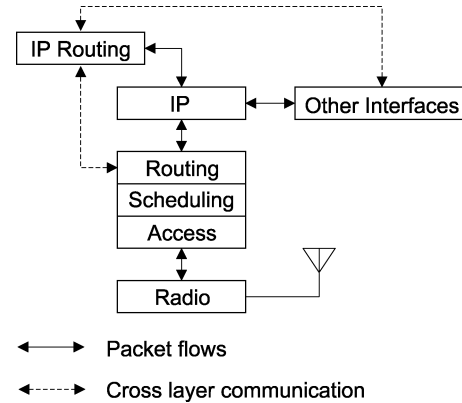 IP Routing
IP
Other Interfaces
Routing
Scheduling
Access
Radio
Packet flows
Cross layer communication